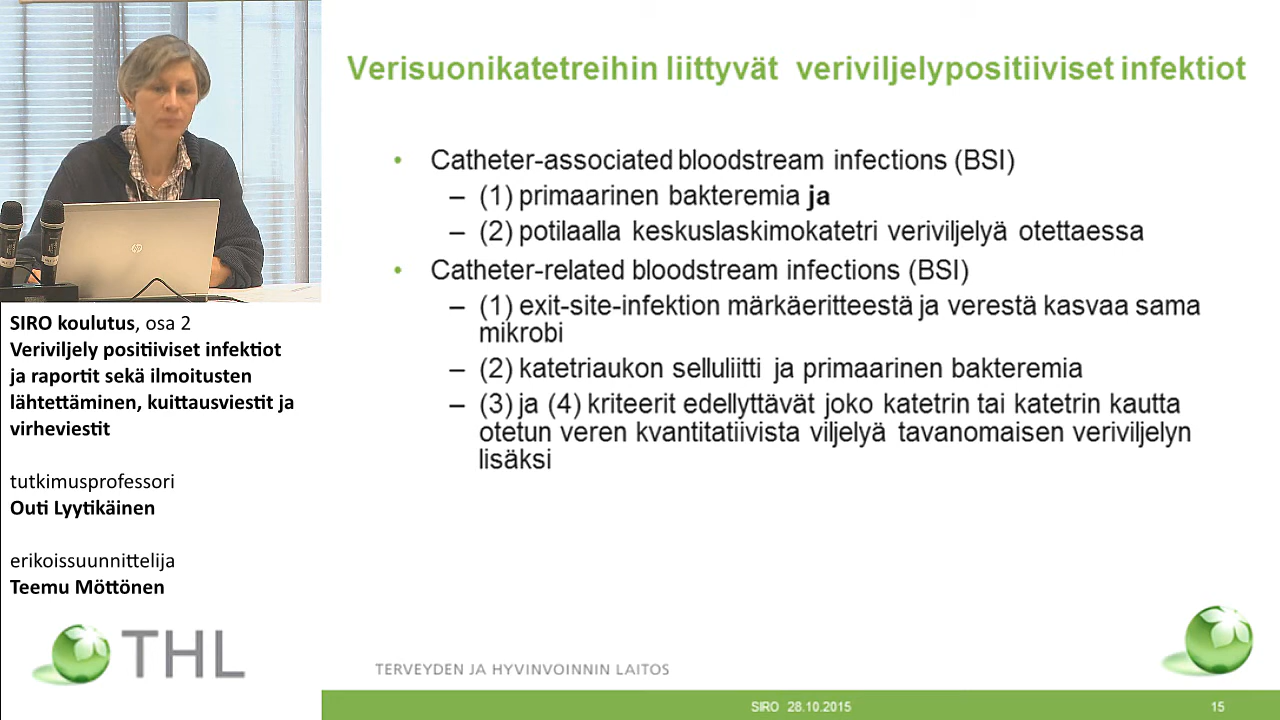 Verisuonikatetreihin liittyvät veriviljelypositiiviset infektiot
• Catheter-associated bloodstream infections (BSI)
– (1) primaarinen bakteremia ja
– (2) potilaalla keskuslaskimokatetri veriviljelyä otettaessa
• Catheter-related bloodstream infections (BSI)
– (1) exit-site-infektion märkäeritteestä ja verestä kasvaa sama
mikrobi
– (2) katetriaukon selluliitti ja primaarinen bakteremia
– (3) ja (4) kriteerit edellyttävät joko katetrin tai katetrin kautta
otetun veren kvantitatiivista viljelyä tavanomaisen veriviljelyn
lisäksi
hp
SIRO koulutus, osa 2
Veriviljely positiiviset infektiot
ja raportit sekä ilmoitusten
lähtettäminen, kuittausviestit ja
virheviestit
tutkimusprofessori
Outi Lyytikäinen
erikoissuunnittelija
Teemu Möttönen
THL
TERVEYDEN JA HYVINVOINNIN LAITOS
SIRO 28.10.2015
15